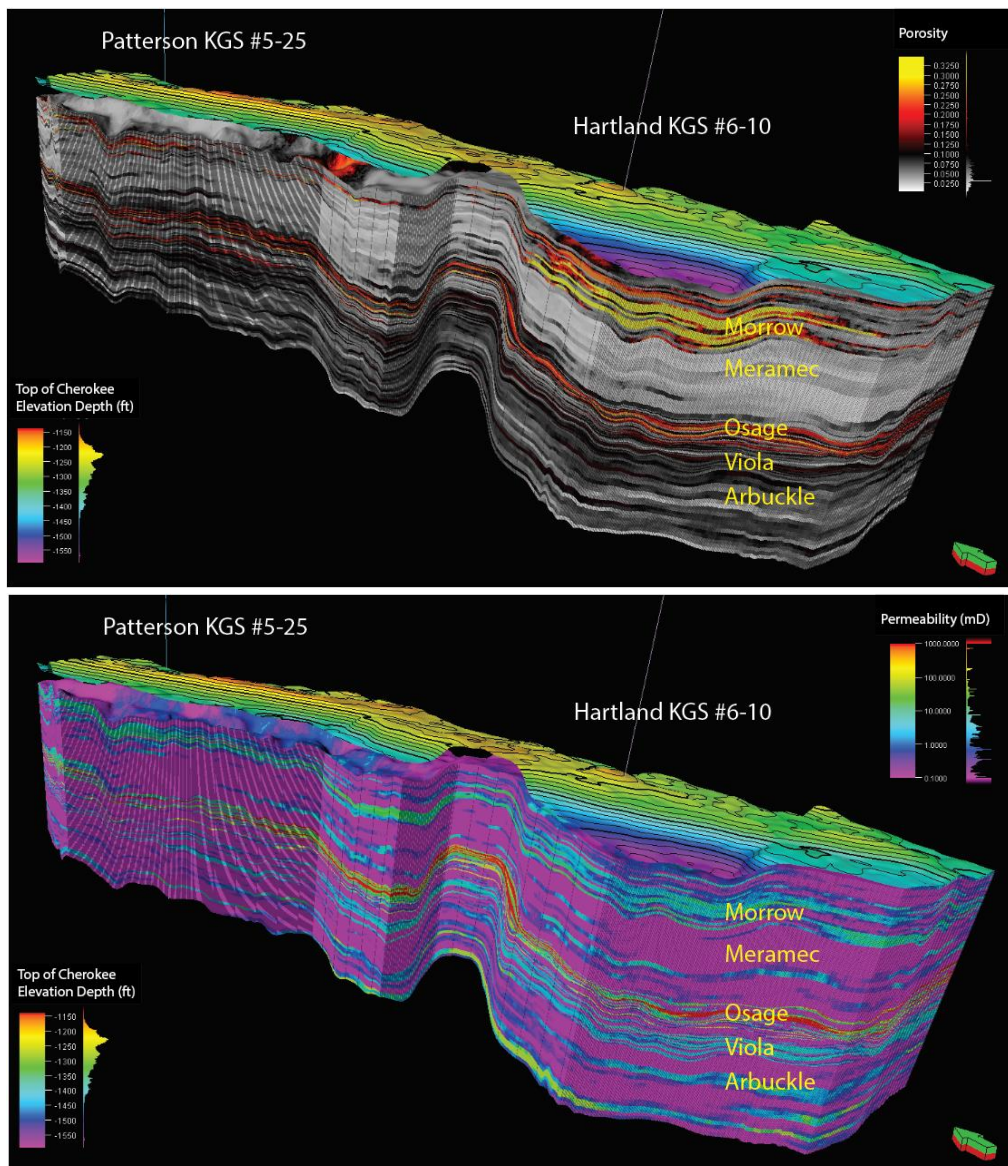 Patterson KGS #5-25
Hartland KGS #6-10
Porosity
0.3250
0.3000
0.2750
0.2500
0.2250
0.2000
0.1750
0.1500
0.1250
0.1000
0.0750
0.0500
0.0250
Morrow
Meramec
Osage
Viola
Arbuckle
Top of Cherokee
Elevation Depth (ft)
-1150
-1200
-1250
-1300
-1350
-1400
-1450
-1500
-1550
Patterson KGS #5-25
Hartland KGS #6-10
Permeability (mD)
1000.0000
100.0000
10.0000
1.0000
0.1000
Morrow
Meramec
Osage
Viola
Arbuckle
Top of Cherokee
Elevation Depth (ft)
-1150
-1200
-1250
-1300
-1350
-1400
-1450
-1500
-1550